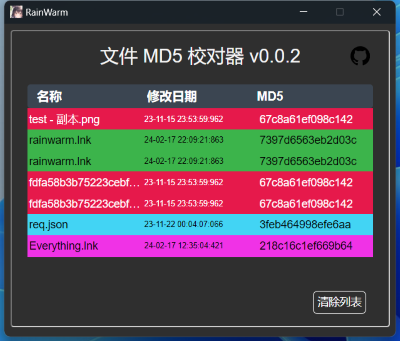 RainWarm
文件 MD5 校对器 v0.0.2
名称 修改日期 MD5
test - 副本.png 23-11-15 23:53:59:962 67c8a61ef098c142
rainwarm.lnk 24-02-17 22:09:21:863 7397d6563eb2d03c
rainwarm.lnk 24-02-17 22:09:21:863 7397d6563eb2d03c
fdfa58b3b75223cebf… 23-11-15 23:53:59:962 67c8a61ef098c142
fdfa58b3b75223cebf… 23-11-15 23:53:59:962 67c8a61ef098c142
req.json 23-11-22 00:04:07:066 3feb464998efe6aa
Everything.lnk 24-02-17 12:35:04:421 218c16c1ef669b64
清除列表